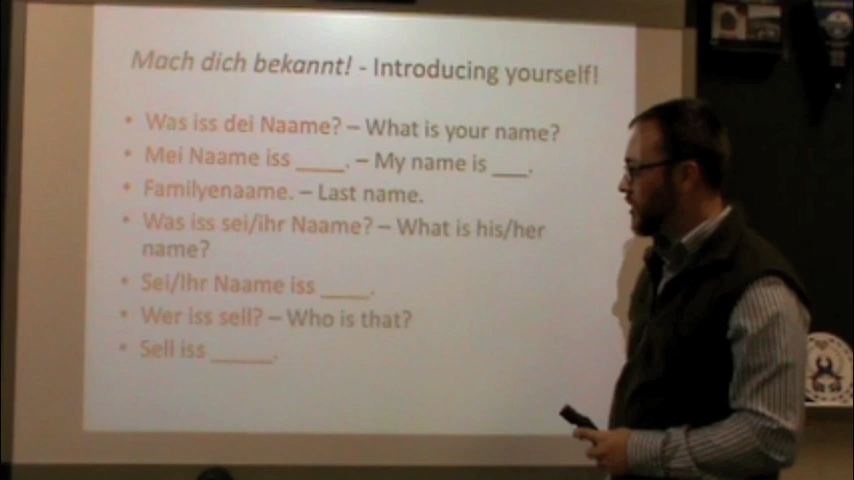 Mach dich bekannt! - Introducing yourself!
• Was iss dei Naame? – What is your name?
• Mei Naame iss ____. – My name is ___.
• Familyenaame. – Last name.
• Was iss sei/ihr Naame? – What is his/her
name?
• Sei/Ihr Naame iss ____.
• Wer iss sell? – Who is that?
• Sell iss _____.